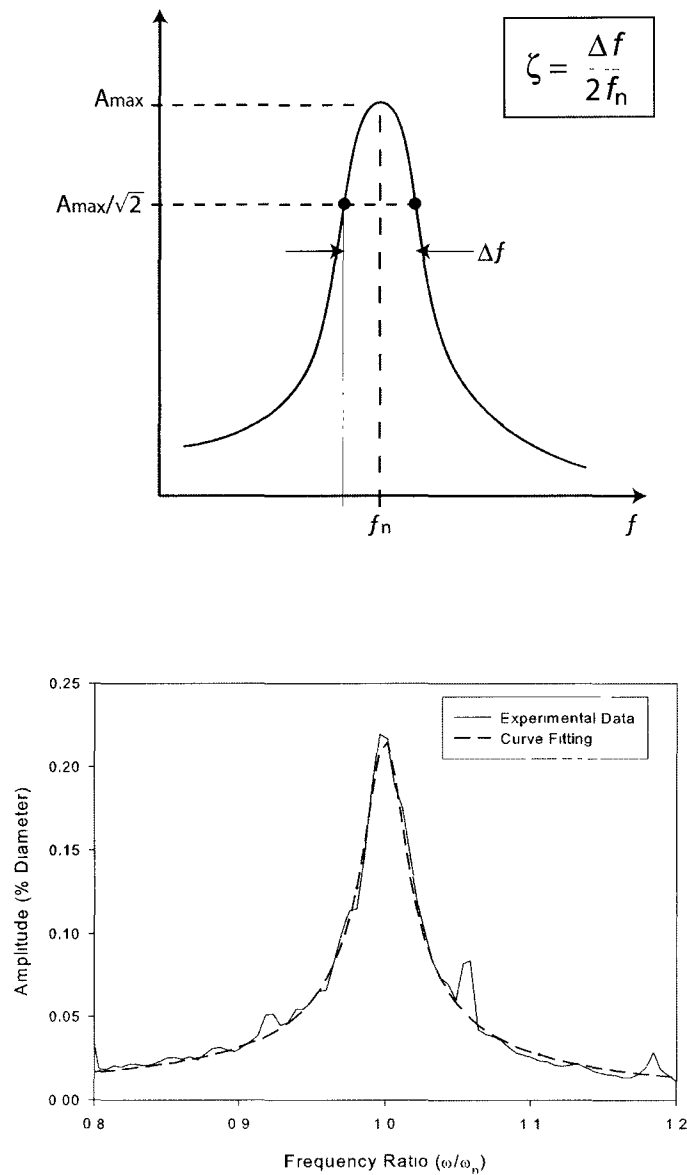 ζ = Δf / 2fn
Amax
Amax/√2
Δf
fn
f
0.25
Experimental Data
Curve Fitting
0.20
0.15
0.10
0.05
0 00
Amplitude (% Diameter)
0 8
0 9
1 0
1 1
1 2
Frequency Ratio (ω/ωn)